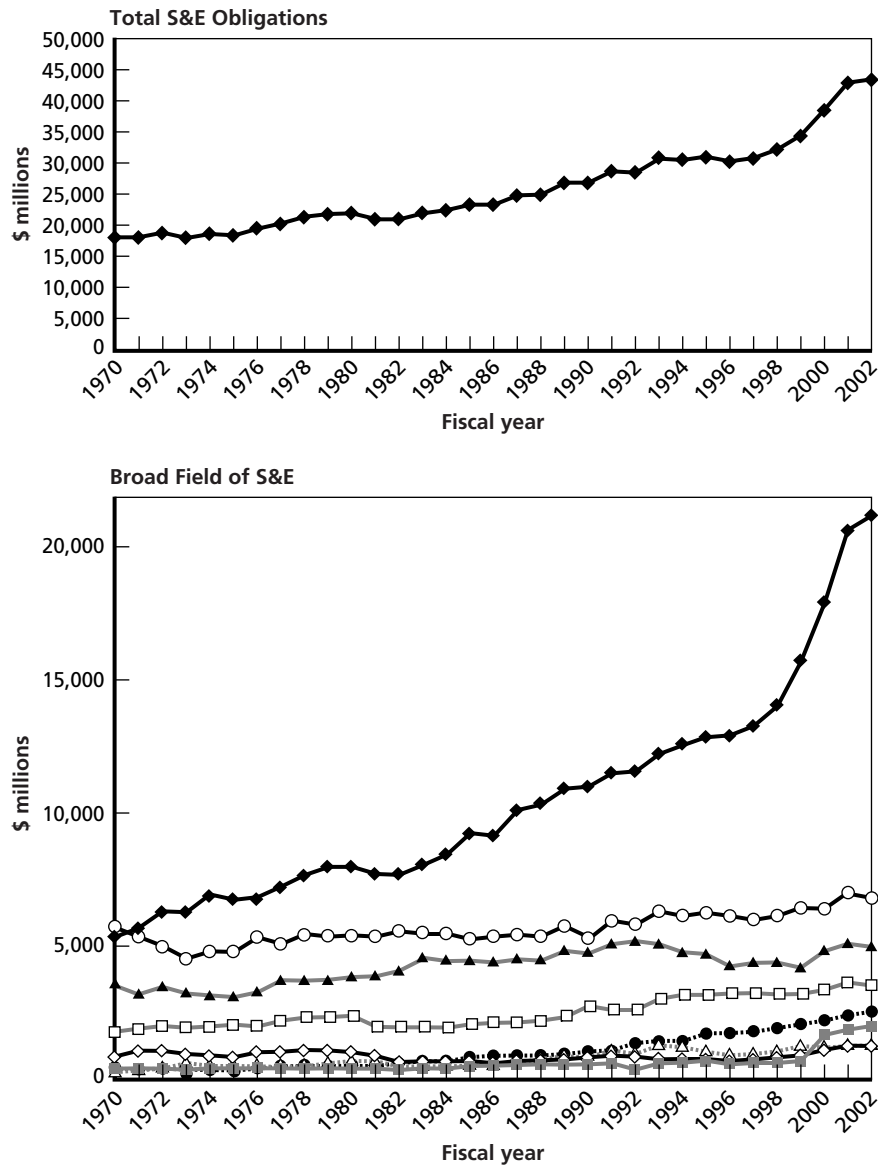 Total S&E Obligations
50,000
45,000
40,000
35,000
30,000
25,000
20,000
15,000
10,000
5,000
0
$ millions
1970 1972 1974 1976 1978 1980 1982 1984 1986 1988 1990 1992 1994 1996 1998 2000 2002
Fiscal year
Broad Field of S&E
20,000
15,000
10,000
5,000
0
$ millions
1970 1972 1974 1976 1978 1980 1982 1984 1986 1988 1990 1992 1994 1996 1998 2000 2002
Fiscal year